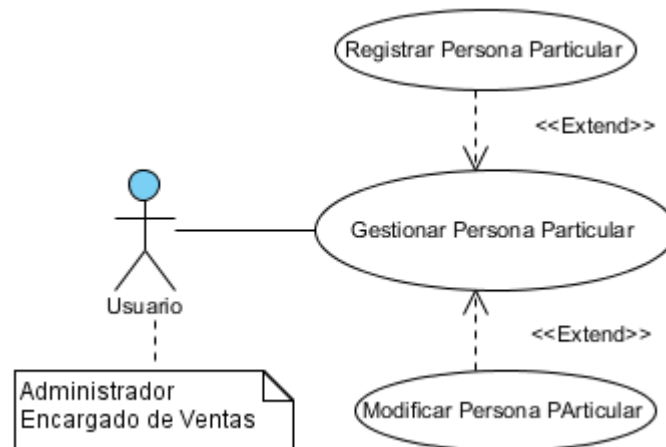 Registrar Persona Particular
<<Extend>>
Gestionar Persona Particular
Usuario
<<Extend>>
Administrador
Encargado de Ventas
Modificar Persona PArticular